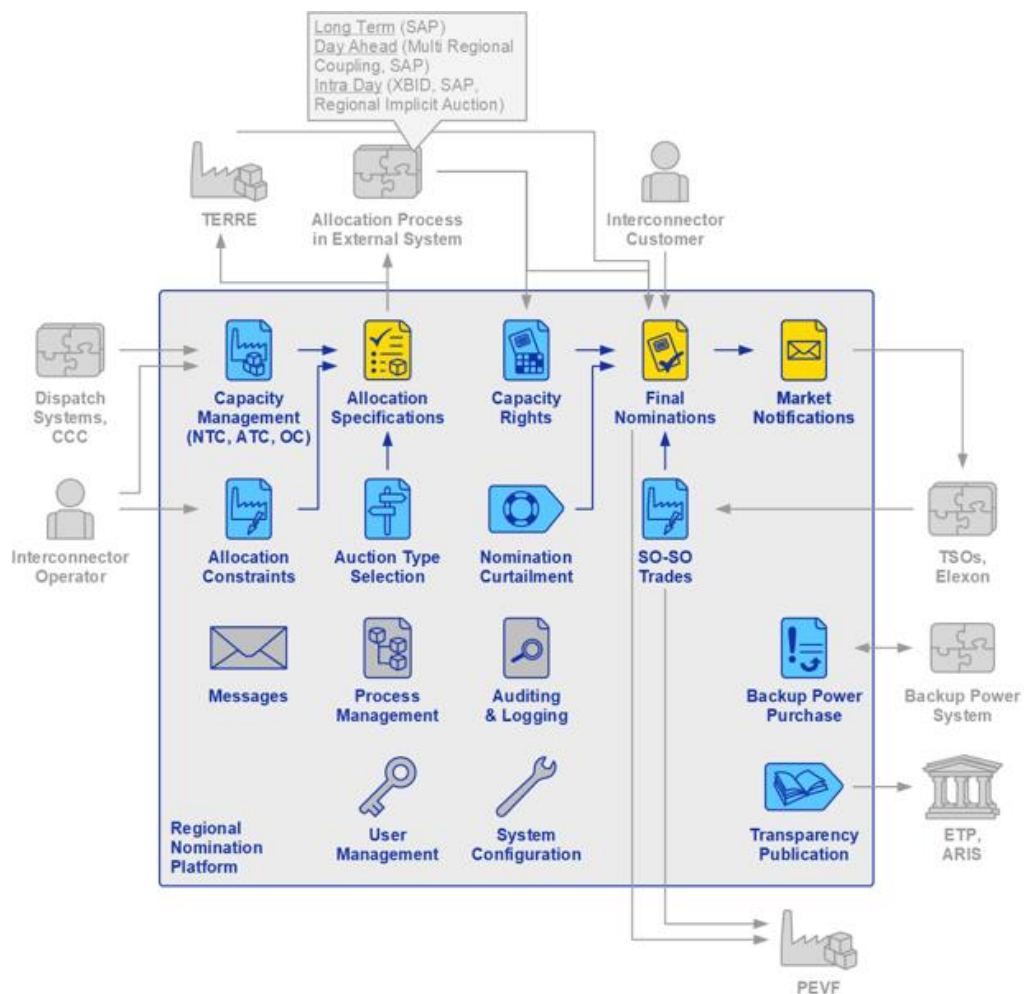 Long Term (SAP)
Day Ahead (Multi Regional
Coupling, SAP)
Intra Day (XBID, SAP,
Regional Implicit Auction)
TERRE
Allocation Process
in External System
Interconnector
Customer
Dispatch
Systems,
CCC
Capacity
Management
(NTC, ATC, OC)
Allocation
Specifications
Capacity
Rights
Final
Nominations
Market
Notifications
Interconnector
Operator
Allocation
Constraints
Auction Type
Selection
Nomination
Curtailment
SO-SO
Trades
TSOs,
Elexon
Messages
Process
Management
Auditing
& Logging
Backup Power
Purchase
Backup Power
System
Regional
Nomination
Platform
User
Management
System
Configuration
Transparency
Publication
ETP,
ARIS
PEVF